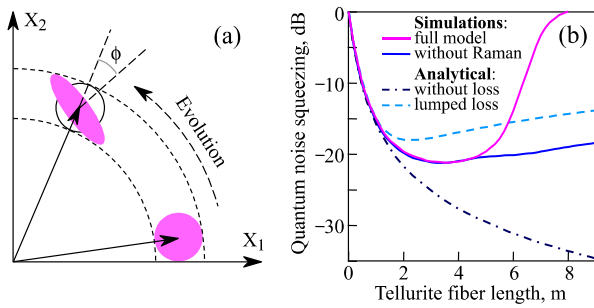 X2
(a)
ϕ
Evolution
X1
Quantum noise squeezing, dB
0
−10
−20
−30
(b)
Simulations:
full model
without Raman
Analytical:
without loss
lumped loss
0
2
4
6
8
Tellurite fiber length, m